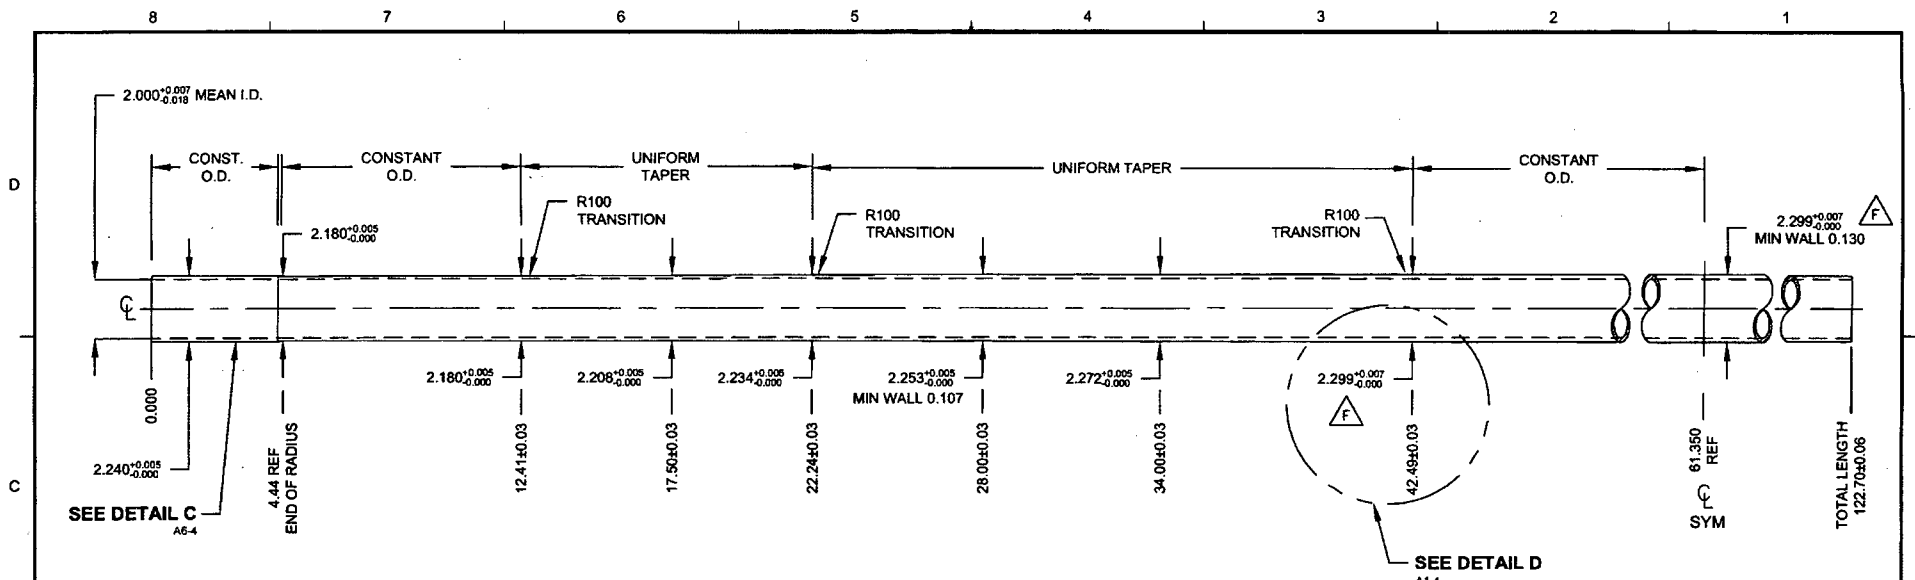 8 7 6 5 4 3 2 1
2.000 +0.007 -0.018 MEAN I.D.
CONST.
O.D.
CONSTANT
O.D.
UNIFORM
TAPER
UNIFORM TAPER
CONSTANT
O.D.
D
R100
TRANSITION
R100
TRANSITION
R100
TRANSITION
2.180 +0.005 -0.000
2.299 +0.007 -0.000
MIN WALL 0.130
F
CL
2.180 +0.005 -0.000
2.208 +0.005 -0.000
2.234 +0.005 -0.000
2.253 +0.005 -0.000
MIN WALL 0.107
2.272 +0.005 -0.000
2.299 +0.007 -0.000
F
0.000
2.240 +0.005 -0.000
4.44 REF
END OF RADIUS
12.41±0.03
17.50±0.03
22.24±0.03
28.00±0.03
34.00±0.03
42.49±0.03
61.350
REF
CL
SYM
TOTAL LENGTH
122.70±0.06
C
SEE DETAIL C
A6-4
SEE DETAIL D